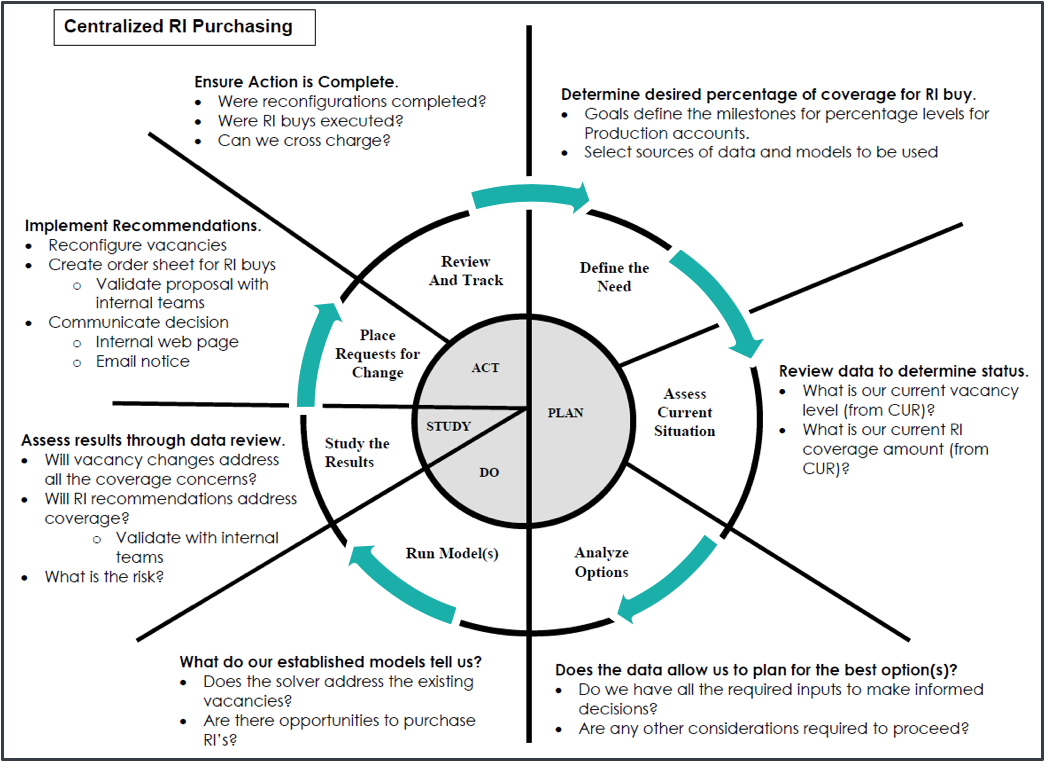 Centralized RI Purchasing
Ensure Action is Complete.
• Were reconfigurations completed?
• Were RI buys executed?
• Can we cross charge?
Determine desired percentage of coverage for RI buy.
• Goals define the milestones for percentage levels for
Production accounts.
• Select sources of data and models to be used
Implement Recommendations.
• Reconfigure vacancies
• Create order sheet for RI buys
o Validate proposal with
internal teams
• Communicate decision
o Internal web page
o Email notice
Review
And Track
Define the
Need
Place
Requests for
Change
ACT
PLAN
STUDY
DO
Assess
Current
Situation
Review data to determine status.
• What is our current vacancy
level (from CUR)?
• What is our current RI
coverage amount (from
CUR)?
Assess results through data review.
• Will vacancy changes address
all the coverage concerns?
• Will RI recommendations address
coverage?
o Validate with internal
teams
• What is the risk?
Study the
Results
Run Model(s)
Analyze
Options
What do our established models tell us?
• Does the solver address the existing
vacancies?
• Are there opportunities to purchase
RI's?
Does the data allow us to plan for the best option(s)?
• Do we have all the required inputs to make informed
decisions?
• Are any other considerations required to proceed?